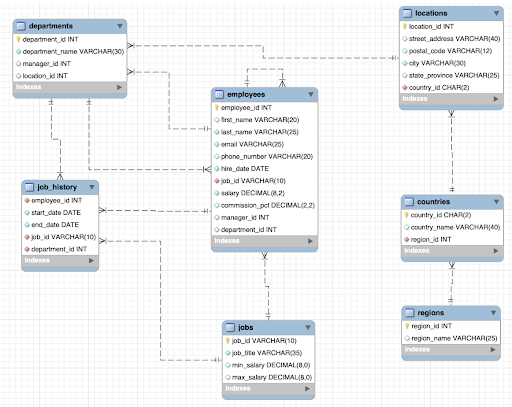 departments
department_id INT
department_name VARCHAR(30)
manager_id INT
location_id INT
Indexes
locations
location_id INT
street_address VARCHAR(40)
postal_code VARCHAR(12)
city VARCHAR(30)
state_province VARCHAR(25)
country_id CHAR(2)
Indexes
employees
employee_id INT
first_name VARCHAR(20)
last_name VARCHAR(25)
email VARCHAR(25)
phone_number VARCHAR(20)
hire_date DATE
job_id VARCHAR(10)
salary DECIMAL(8,2)
commission_pct DECIMAL(2,2)
manager_id INT
department_id INT
Indexes
job_history
employee_id INT
start_date DATE
end_date DATE
job_id VARCHAR(10)
department_id INT
Indexes
countries
country_id CHAR(2)
country_name VARCHAR(40)
region_id INT
Indexes
jobs
job_id VARCHAR(10)
job_title VARCHAR(35)
min_salary DECIMAL(8,0)
max_salary DECIMAL(8,0)
Indexes
regions
region_id INT
region_name VARCHAR(25)
Indexes